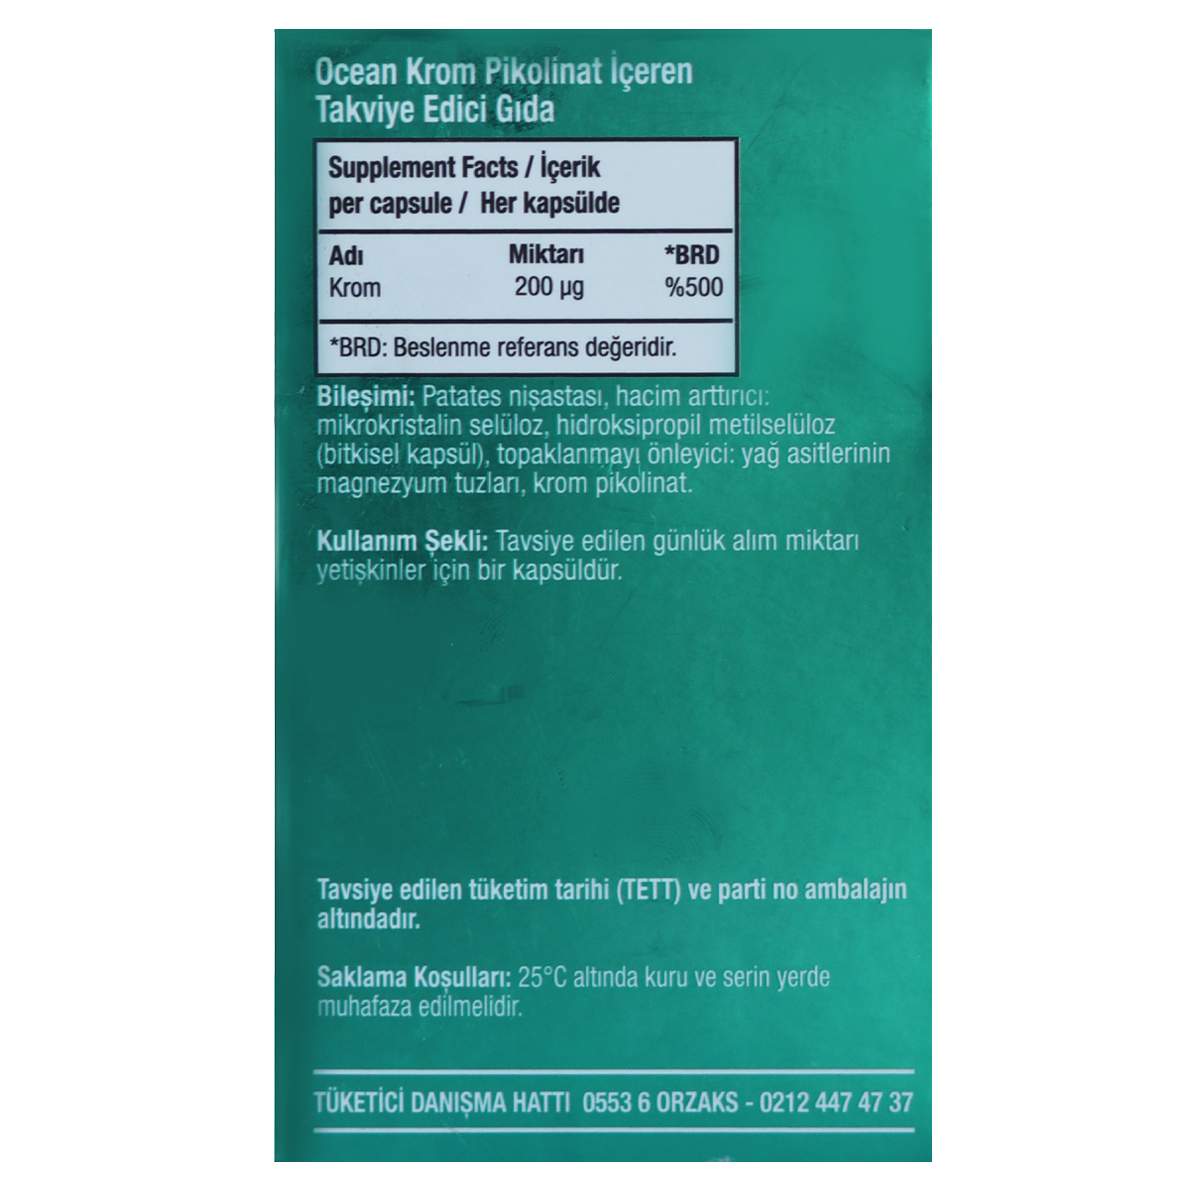 Ocean Krom Pikolinat İçeren
Takviye Edici Gıda
Supplement Facts / İçerik
per capsule / Her kapsülde
Adı Miktarı *BRD
Krom 200 µg %500
*BRD: Beslenme referans değeridir.
Bileşimi: Patates nişastası, hacim arttırıcı:
mikrokristalin selüloz, hidroksipropil metilselüloz
(bitkisel kapsül), topaklanmayı önleyici: yağ asitlerinin
magnezyum tuzları, krom pikolinat.
Kullanım Şekli: Tavsiye edilen günlük alım miktarı
yetişkinler için bir kapsüldür.
Tavsiye edilen tüketim tarihi (TETT) ve parti no ambalajın
altındadır.
Saklama Koşulları: 25°C altında kuru ve serin yerde
muhafaza edilmelidir.
TÜKETİCİ DANIŞMA HATTI 0553 6 ORZAKS - 0212 447 47 37